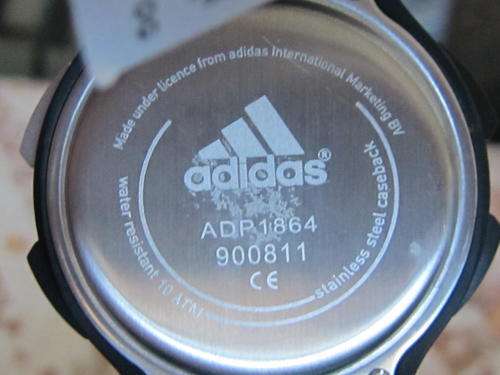 Made under licence from adidas International Marketing BV
adidas®
ADP1864
900811
CE
water resistant 10 ATM
stainless steel caseback